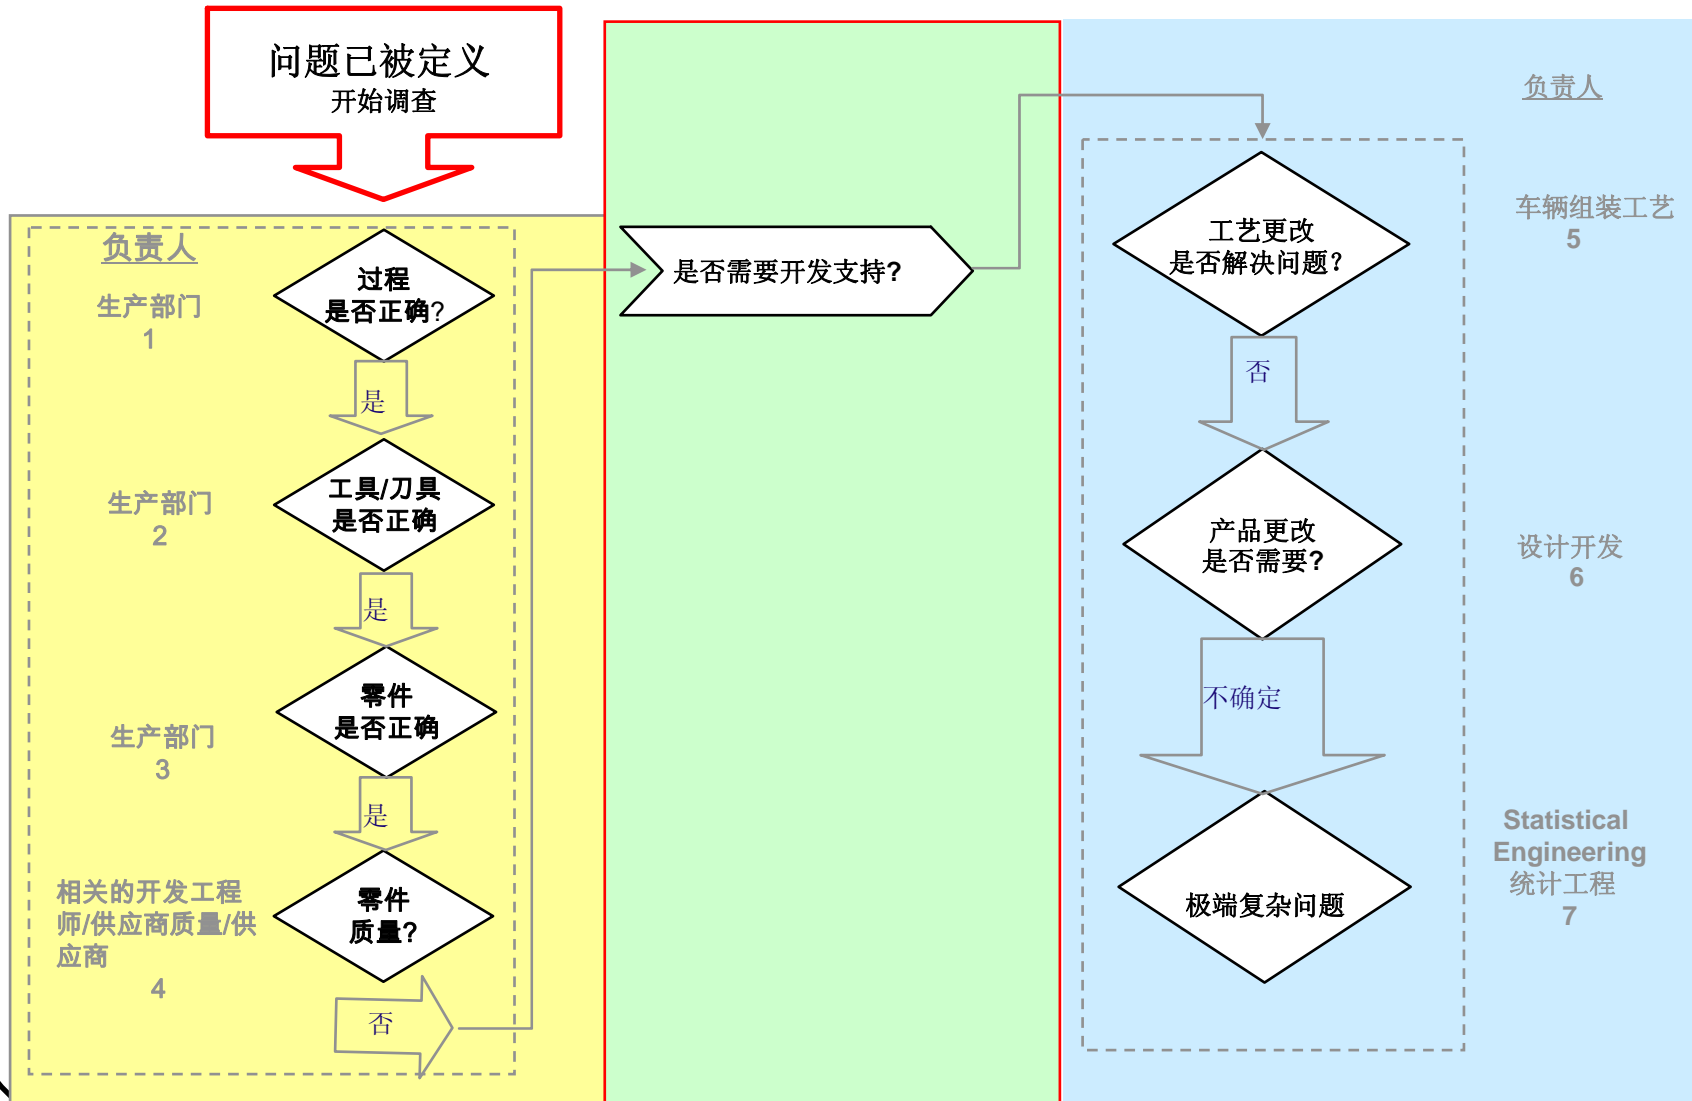 问题已被定义
开始调查
负责人
生产部门
1
过程
是否正确?
是
生产部门
2
工具/刀具
是否正确
是
生产部门
3
零件
是否正确
是
相关的开发工程
师/供应商质量/供
应商
4
零件
质量?
否
是否需要开发支持?
负责人
工艺更改
是否解决问题?
车辆组装工艺
5
否
产品更改
是否需要?
设计开发
6
不确定
极端复杂问题
Statistical
Engineering
统计工程
7